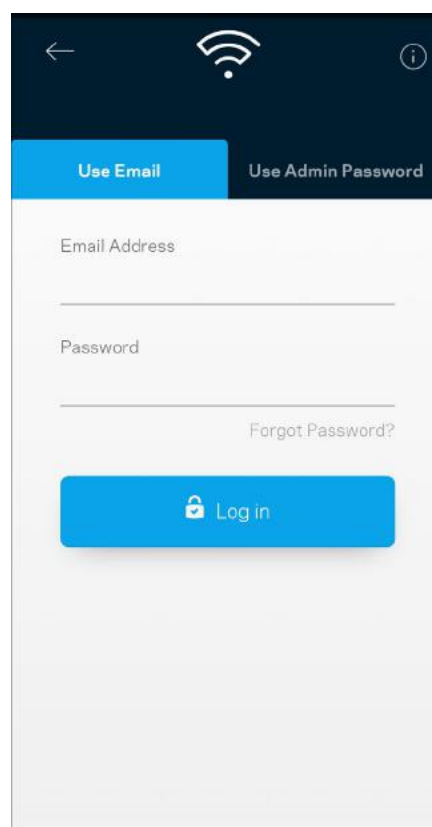 Use Email
Use Admin Password
Email Address
Password
Forgot Password?
Log in